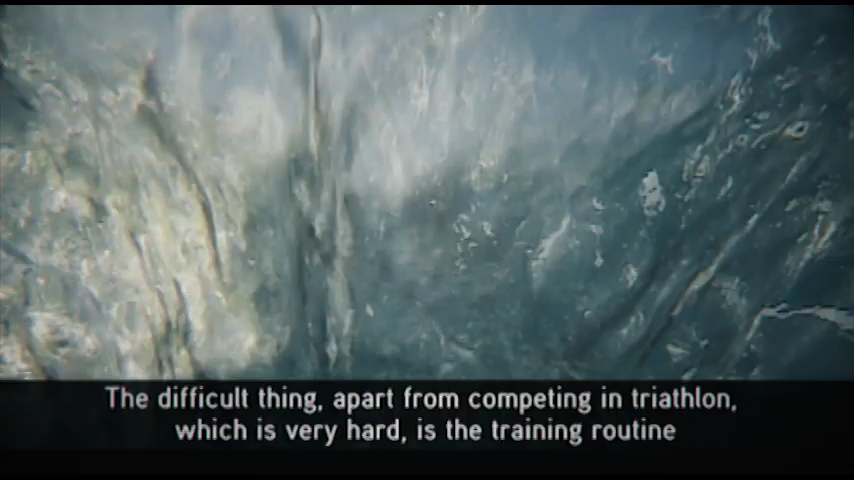 The difficult thing, apart from competing in triathlon,
which is very hard, is the training routine